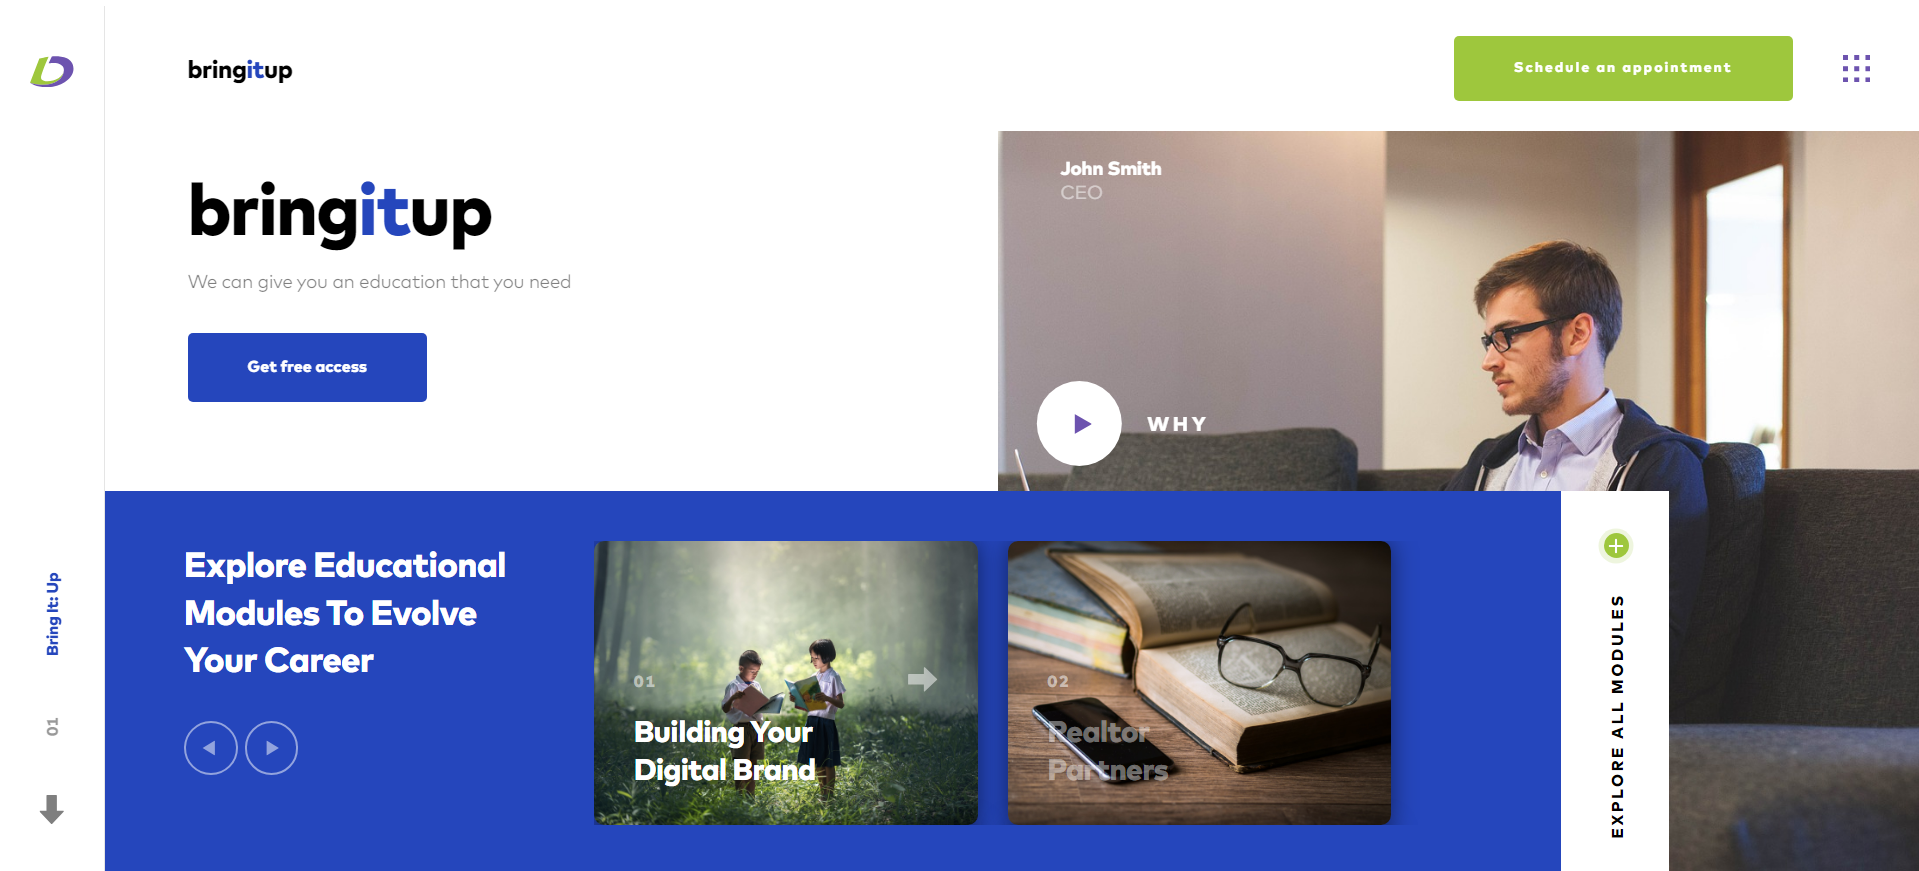 bringitup
Schedule an appointment
bringitup
We can give you an education that you need
Get free access
John Smith
CEO
WHY
Bring It: Up
01
Explore Educational
Modules To Evolve
Your Career
01
Building Your
Digital Brand
02
Realtor
Partners
EXPLORE ALL MODULES